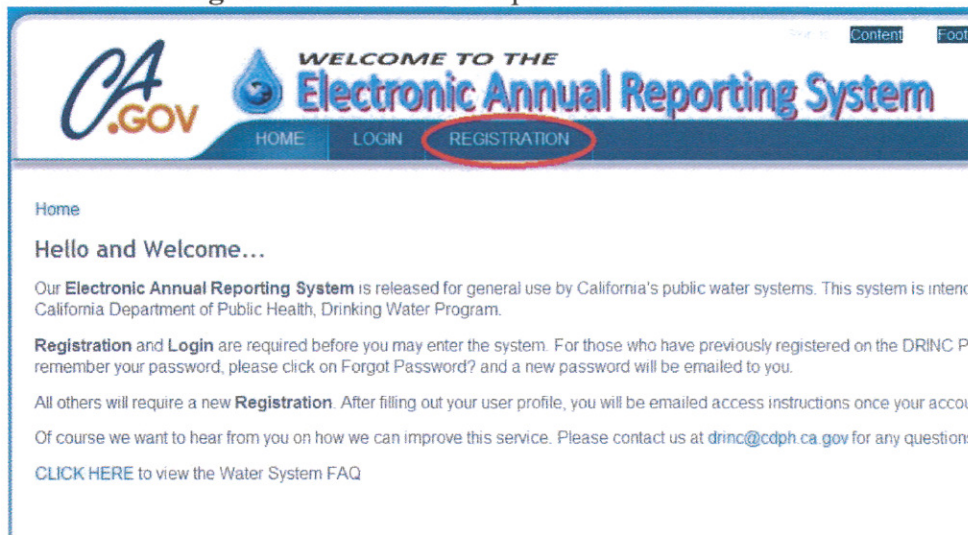 Content Foot
CA
.GOV
WELCOME TO THE
Electronic Annual Reporting System
HOME LOGIN REGISTRATION
Home
Hello and Welcome...
Our Electronic Annual Reporting System is released for general use by California's public water systems. This system is intend
California Department of Public Health, Drinking Water Program.
Registration and Login are required before you may enter the system. For those who have previously registered on the DRINC P
remember your password, please click on Forgot Password? and a new password will be emailed to you.
All others will require a new Registration. After filling out your user profile, you will be emailed access instructions once your accou
Of course we want to hear from you on how we can improve this service. Please contact us at drinc@cdph.ca.gov for any questions
CLICK HERE to view the Water System FAQ